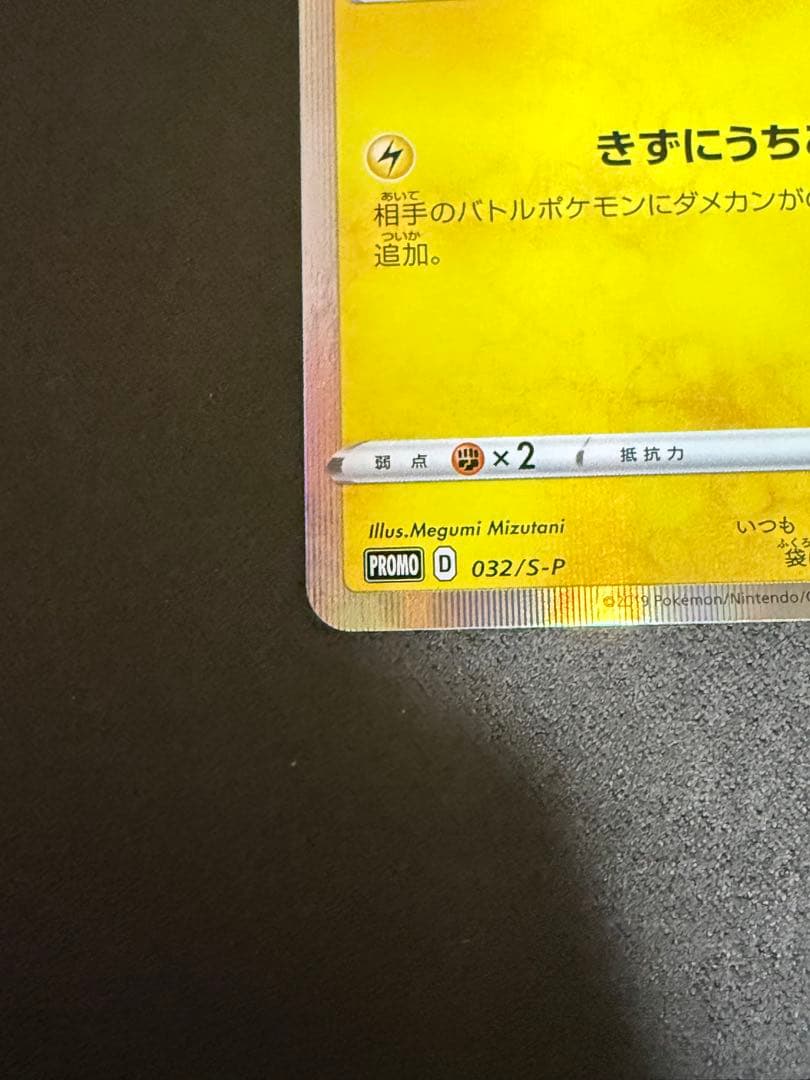 きずにうち
あいて
相手のバトルポケモンにダメカンが
ついか
追加。
弱点 ×2 抵抗力
Illus.Megumi Mizutani
いつも
ふくろ
袋
PROMO D 032/S-P
©2019 Pokémon/Nintendo/